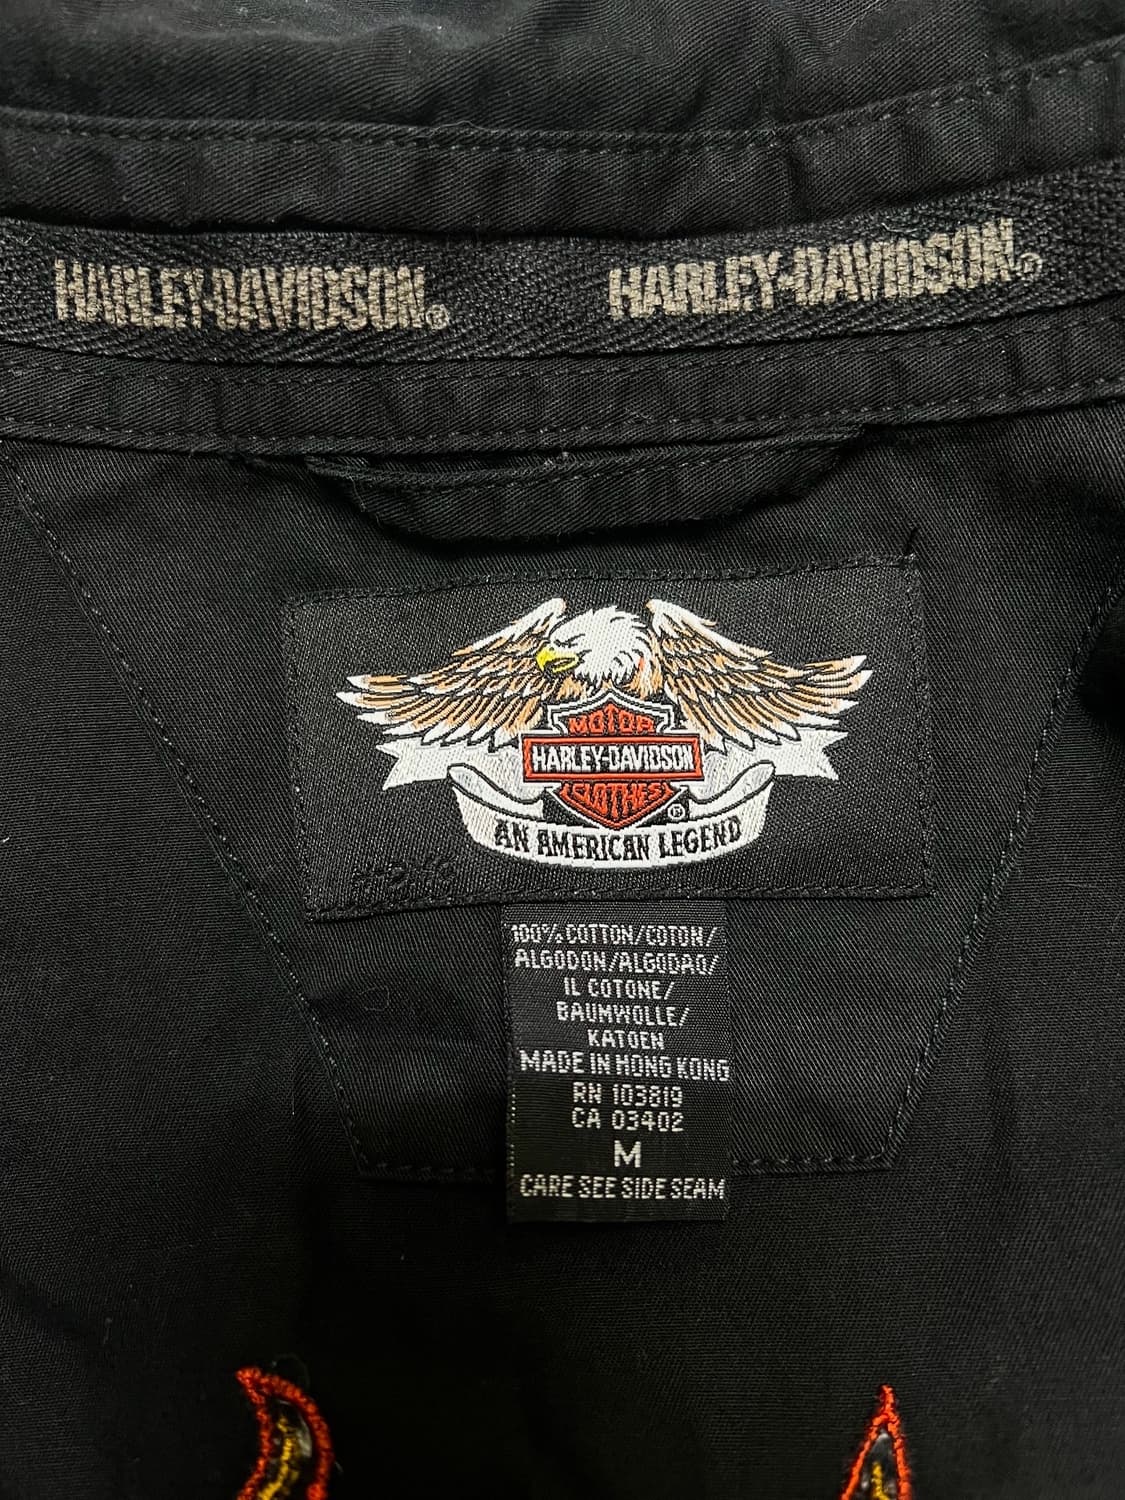 HARLEY-DAVIDSON® HARLEY-DAVIDSON®
MOTOR
HARLEY-DAVIDSON
CLOTHES
®
AN AMERICAN LEGEND
100% COTTON/COTON/
ALGODON/ALGODAO/
IL COTONE/
BAUMWOLLE/
KATOEN
MADE IN HONG KONG
RN 103819
CA 03402
M
CARE SEE SIDE SEAM